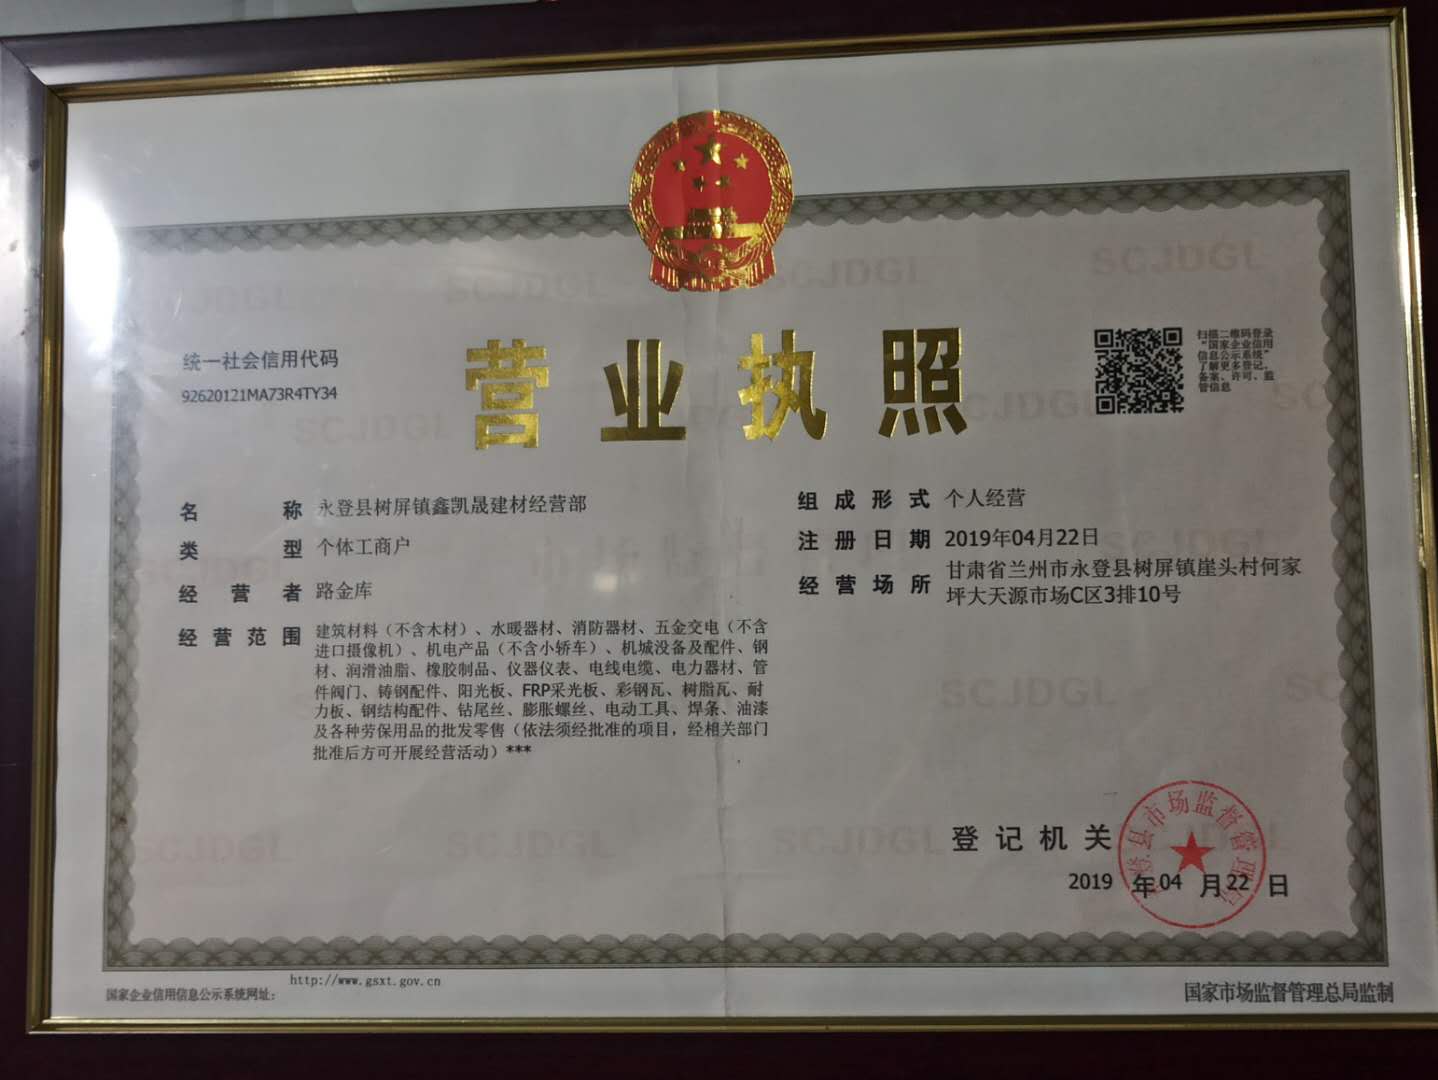 营业执照
统一社会信用代码
92620121MA73R4TY34
扫描二维码登录
“国家企业信用
信息公示系统”
了解更多登记、
备案、许可、监
管信息
名称 永登县树屏镇鑫凯晟建材经营部
类型 个体工商户
经营者 路金库
经营范围 建筑材料（不含木材）、水暖器材、消防器材、五金交电（不含
进口摄像机）、机电产品（不含小轿车）、机城设备及配件、钢
材、润滑油脂、橡胶制品、仪器仪表、电线电缆、电力器材、管
件阀门、铸钢配件、阳光板、FRP采光板、彩钢瓦、树脂瓦、耐
力板、钢结构配件、钻尾丝、膨胀螺丝、电动工具、焊条、油漆
及各种劳保用品的批发零售（依法须经批准的项目，经相关部门
批准后方可开展经营活动）***
组成形式 个人经营
注册日期 2019年04月22日
经营场所 甘肃省兰州市永登县树屏镇崖头村何家
坪大天源市场C区3排10号
登记机关
永登县市场监督管理局
2019 年04 月22 日
国家企业信用信息公示系统网址：
http://www.gsxt.gov.cn
国家市场监督管理总局监制
SCJDGL